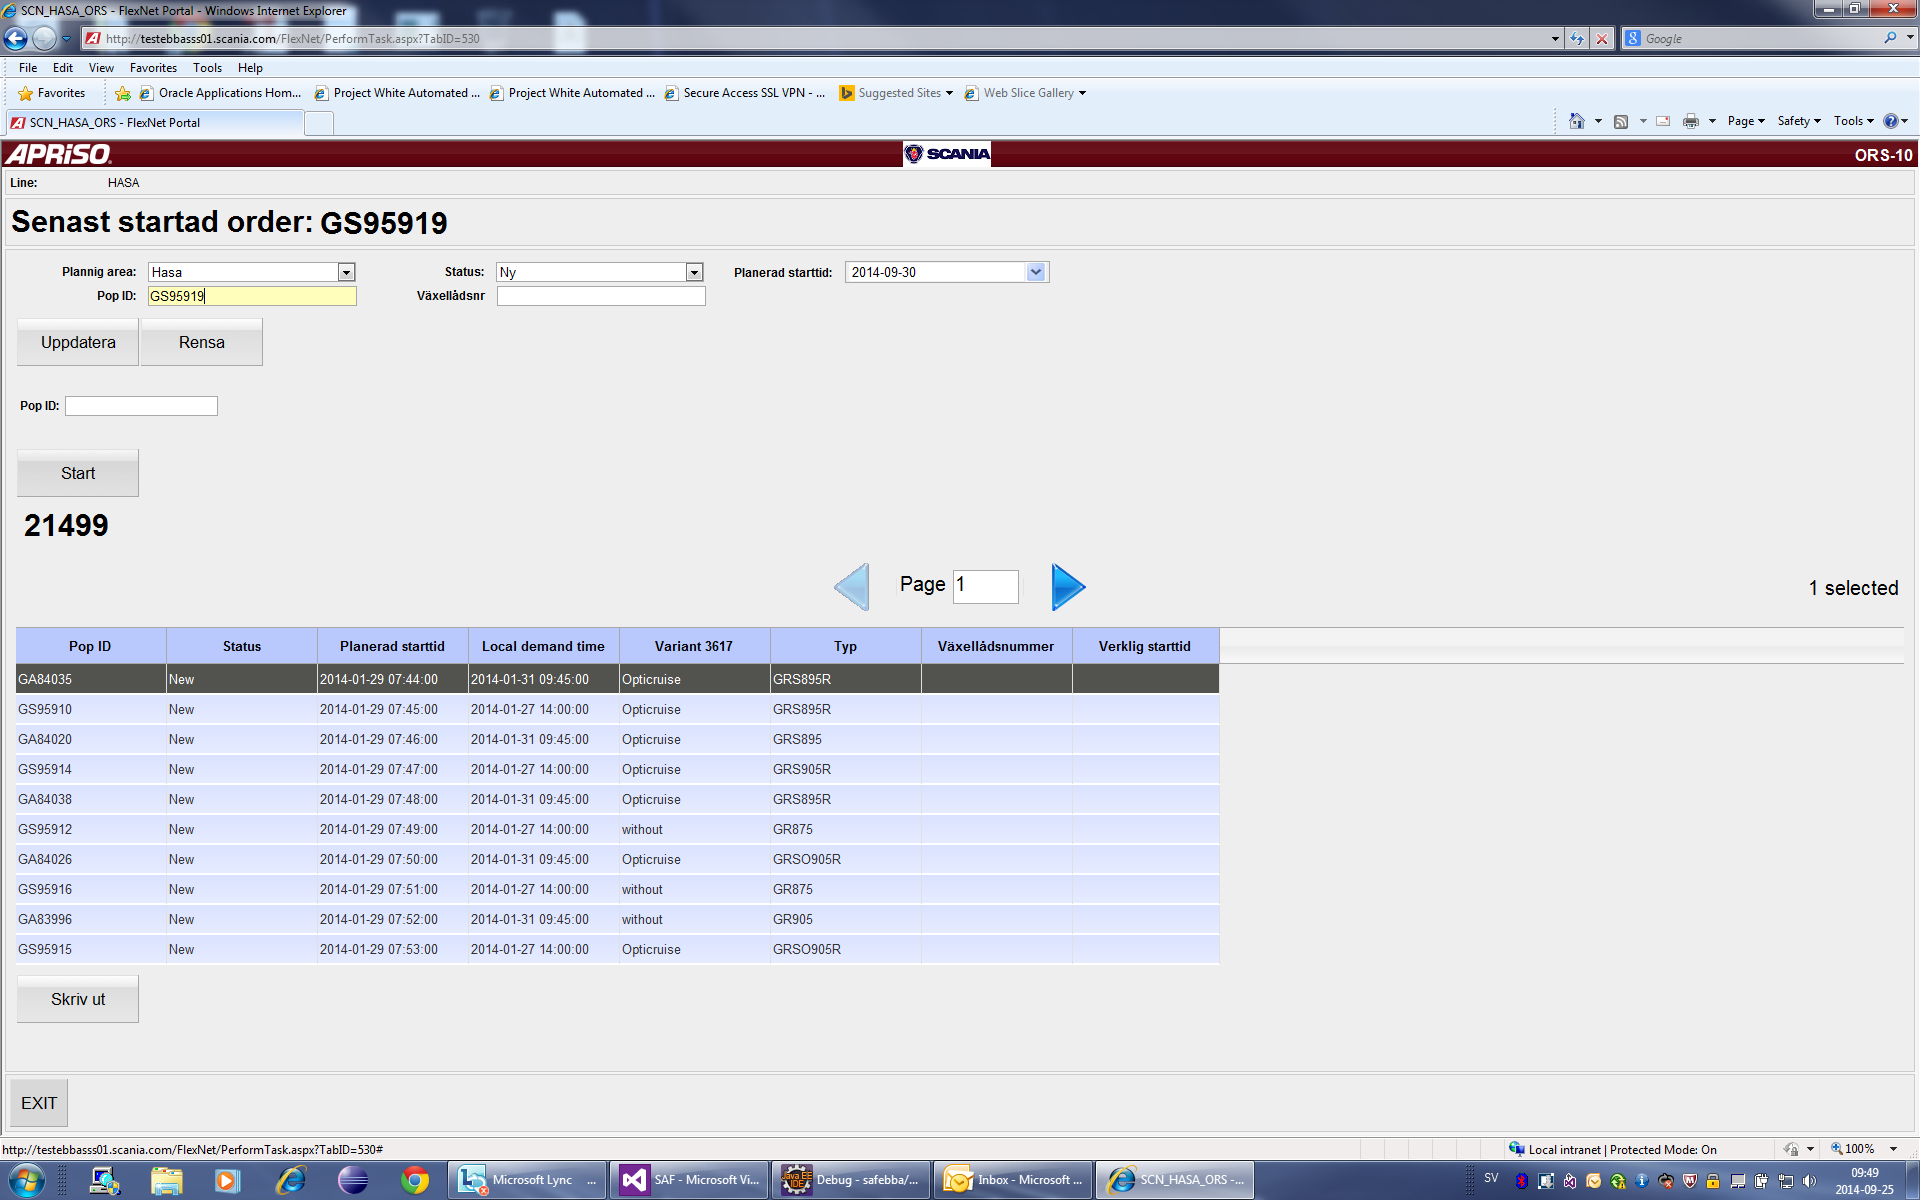 SCN_HASA_ORS - FlexNet Portal - Windows Internet Explorer
http://testebbasss01.scania.com/FlexNet/PerformTask.aspx?TabID=530
Google
File Edit View Favorites Tools Help
Favorites Oracle Applications Hom... Project White Automated ... Project White Automated ... Secure Access SSL VPN - ... Suggested Sites Web Slice Gallery
SCN_HASA_ORS - FlexNet Portal
Page Safety Tools
APRISO SCANIA ORS-10
Line: HASA
Senast startad order: GS95919
Plannig area: Hasa Status: Ny Planerad starttid: 2014-09-30
Pop ID: GS95919 Växellådsnr
Uppdatera Rensa
Pop ID:
Start
21499
Page 1 1 selected
Pop ID Status Planerad starttid Local demand time Variant 3617 Typ Växellådsnummer Verklig starttid
GA84035 New 2014-01-29 07:44:00 2014-01-31 09:45:00 Opticruise GRS895R
GS95910 New 2014-01-29 07:45:00 2014-01-27 14:00:00 Opticruise GRS895R
GA84020 New 2014-01-29 07:46:00 2014-01-31 09:45:00 Opticruise GRS895
GS95914 New 2014-01-29 07:47:00 2014-01-27 14:00:00 Opticruise GRS905R
GA84038 New 2014-01-29 07:48:00 2014-01-31 09:45:00 Opticruise GRS895R
GS95912 New 2014-01-29 07:49:00 2014-01-27 14:00:00 without GR875
GA84026 New 2014-01-29 07:50:00 2014-01-31 09:45:00 Opticruise GRSO905R
GS95916 New 2014-01-29 07:51:00 2014-01-27 14:00:00 without GR875
GA83996 New 2014-01-29 07:52:00 2014-01-31 09:45:00 without GR905
GS95915 New 2014-01-29 07:53:00 2014-01-27 14:00:00 Opticruise GRSO905R
Skriv ut
EXIT
http://testebbasss01.scania.com/FlexNet/PerformTask.aspx?TabID=530# Local intranet | Protected Mode: On 100%
Microsoft Lync ... SAF - Microsoft Vi... Debug - safebba/... Inbox - Microsoft ... SCN_HASA_ORS -... SV 09:49
2014-09-25